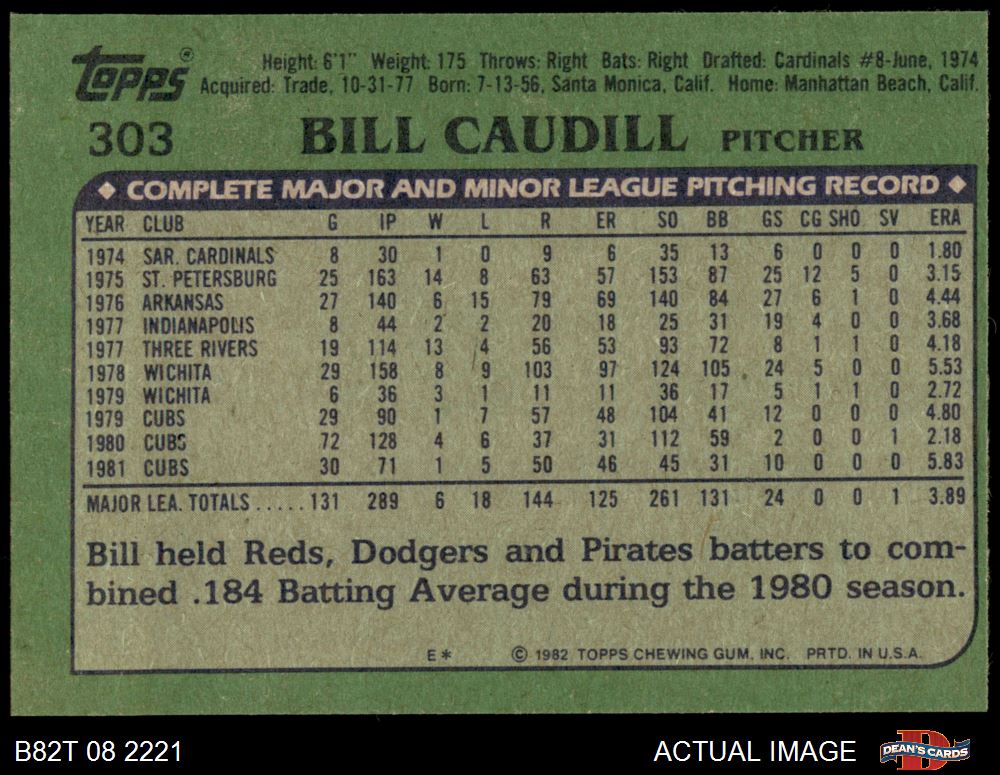 Topps ®
Height: 6'1" Weight: 175 Throws: Right Bats: Right Drafted: Cardinals #8-June, 1974
Acquired: Trade, 10-31-77 Born: 7-13-56, Santa Monica, Calif. Home: Manhattan Beach, Calif.
303 BILL CAUDILL PITCHER
◆ COMPLETE MAJOR AND MINOR LEAGUE PITCHING RECORD ◆
YEAR CLUB G IP W L R ER SO BB GS CG SHO SV ERA
1974 SAR. CARDINALS 8 30 1 0 9 6 35 13 6 0 0 0 1.80
1975 ST. PETERSBURG 25 163 14 8 63 57 153 87 25 12 5 0 3.15
1976 ARKANSAS 27 140 6 15 79 69 140 84 27 6 1 0 4.44
1977 INDIANAPOLIS 8 44 2 2 20 18 25 31 19 4 0 0 3.68
1977 THREE RIVERS 19 114 13 4 56 53 93 72 8 1 1 0 4.18
1978 WICHITA 29 158 8 9 103 97 124 105 24 5 0 0 5.53
1979 WICHITA 6 36 3 1 11 11 36 17 5 1 1 0 2.72
1979 CUBS 29 90 1 7 57 48 104 41 12 0 0 0 4.80
1980 CUBS 72 128 4 6 37 31 112 59 2 0 0 1 2.18
1981 CUBS 30 71 1 5 50 46 45 31 10 0 0 0 5.83
MAJOR LEA. TOTALS.....131 289 6 18 144 125 261 131 24 0 0 1 3.89
Bill held Reds, Dodgers and Pirates batters to com-
bined .184 Batting Average during the 1980 season.
E* © 1982 TOPPS CHEWING GUM, INC. PRTD. IN U.S.A.
B82T 08 2221 ACTUAL IMAGE D DEAN'S CARDS